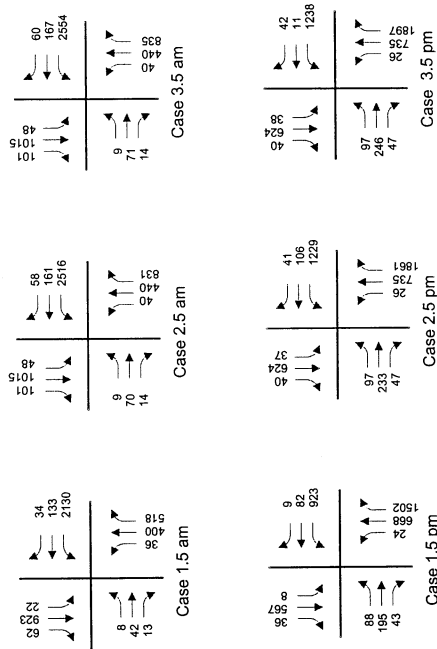 62 923 22
34
133
2130
8
42
13
36 400 518
Case 1.5 am
101 1015 48
58
161
2516
9
70
14
40 440 831
Case 2.5 am
101 1015 48
60
167
2554
9
71
14
40 440 835
Case 3.5 am
36 567 8
9
82
923
88
195
43
24 668 1502
Case 1.5 pm
40 624 37
41
106
1229
97
233
47
26 735 1861
Case 2.5 pm
40 624 38
42
11
1238
97
246
47
26 735 1897
Case 3.5 pm